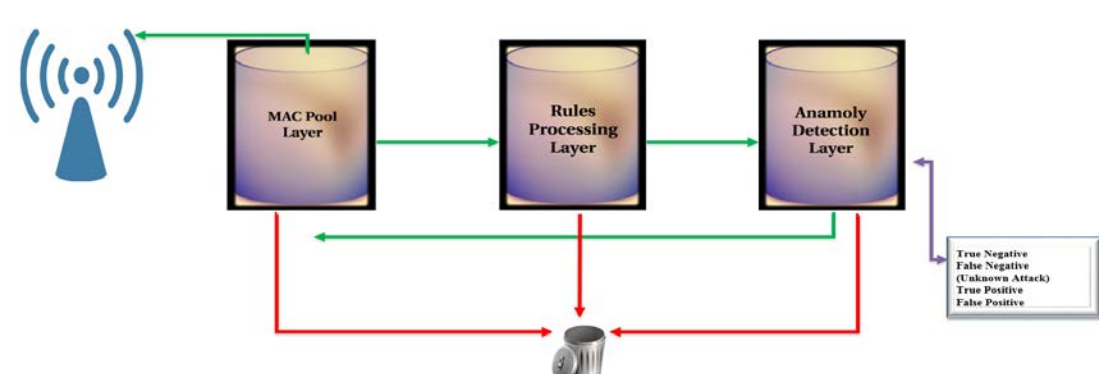 MAC Pool
Layer
Rules
Processing
Layer
Anamoly
Detection
Layer
True Negative
False Negative
(Unknown Attack)
True Positive
False Positive